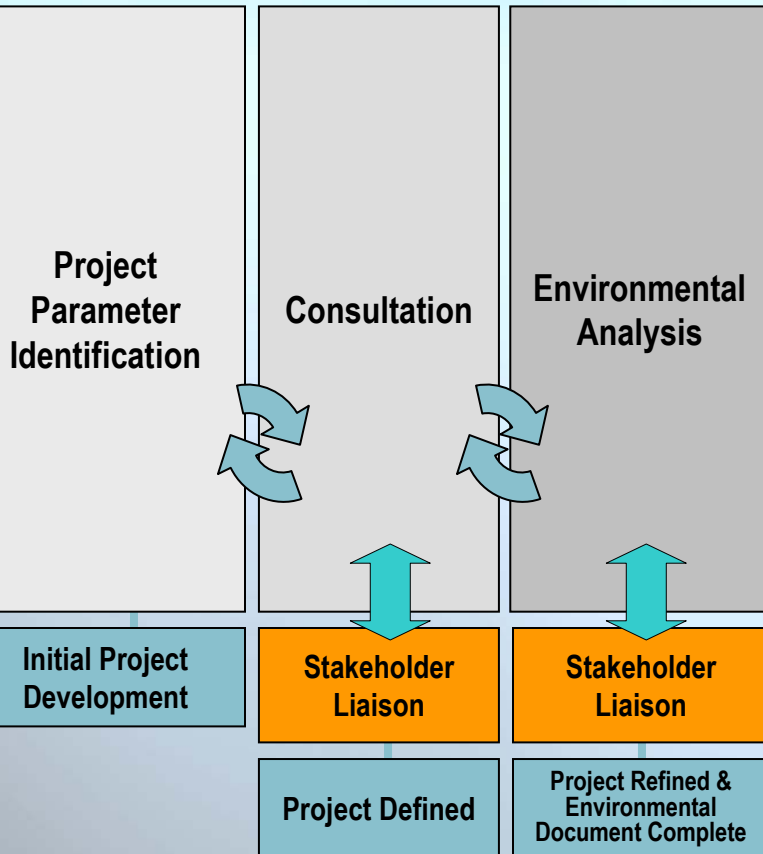 Project
Parameter
Identification
Consultation
Environmental
Analysis
Initial Project
Development
Stakeholder
Liaison
Stakeholder
Liaison
Project Defined
Project Refined &
Environmental
Document Complete